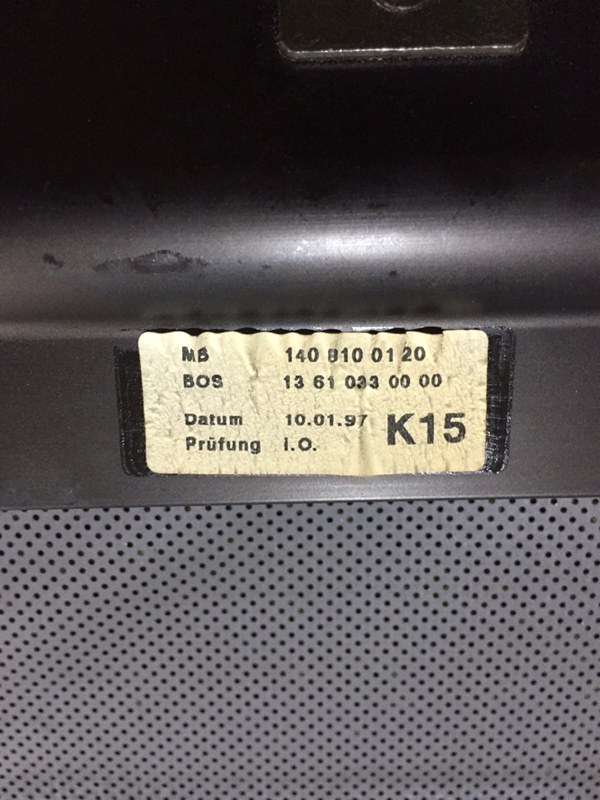 MB 140 810 01 20
BOS 13 61 033 00 00
Datum 10.01.97 K15
Prüfung i.O.